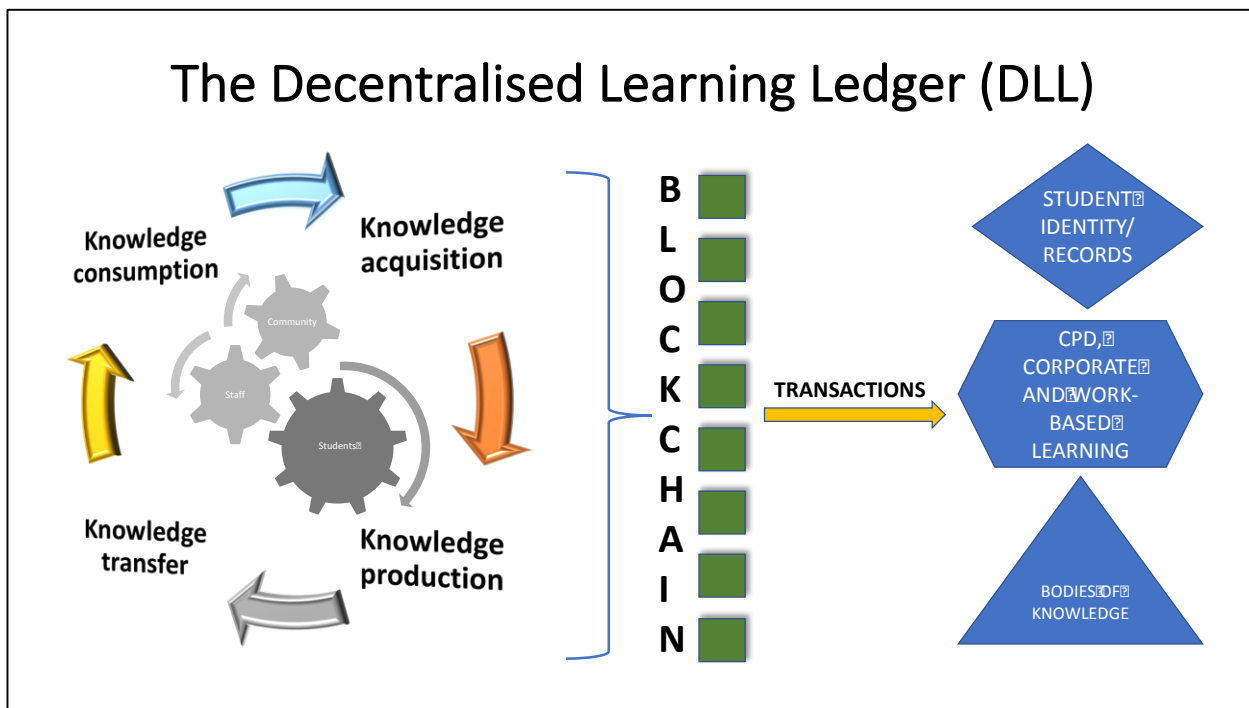 The Decentralised Learning Ledger (DLL)
Knowledge
consumption
Knowledge
acquisition
Community
Staff
Students
Knowledge
transfer
Knowledge
production
B
L
O
C
K
C
H
A
I
N
TRANSACTIONS
STUDENT
IDENTITY/
RECORDS
CPD,
CORPORATE
AND WORK-
BASED
LEARNING
BODIES OF
KNOWLEDGE